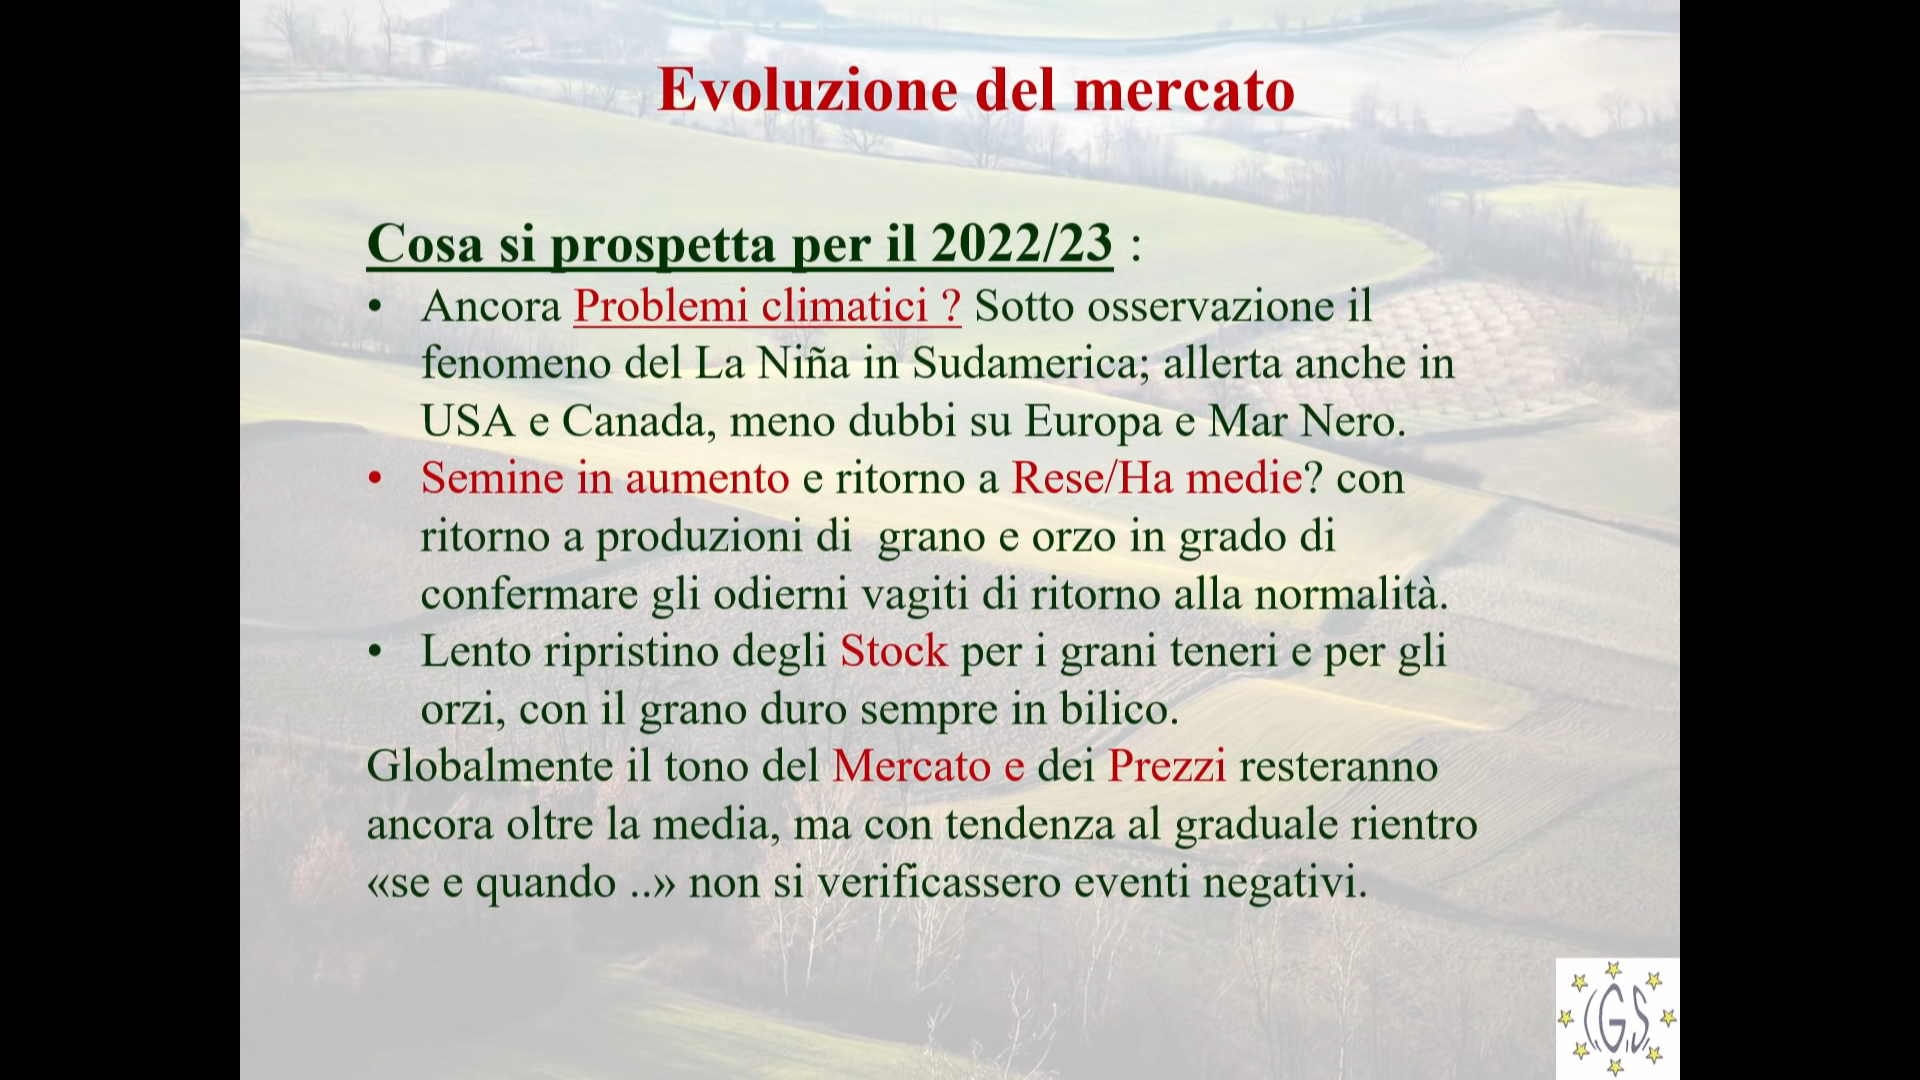 Evoluzione del mercato
Cosa si prospetta per il 2022/23 :
• Ancora Problemi climatici ? Sotto osservazione il
fenomeno del La Niña in Sudamerica; allerta anche in
USA e Canada, meno dubbi su Europa e Mar Nero.
• Semine in aumento e ritorno a Rese/Ha medie? con
ritorno a produzioni di  grano e orzo in grado di
confermare gli odierni vagiti di ritorno alla normalità.
• Lento ripristino degli Stock per i grani teneri e per gli
orzi, con il grano duro sempre in bilico.
Globalmente il tono del Mercato e dei Prezzi resteranno
ancora oltre la media, ma con tendenza al graduale rientro
«se e quando ..» non si verificassero eventi negativi.